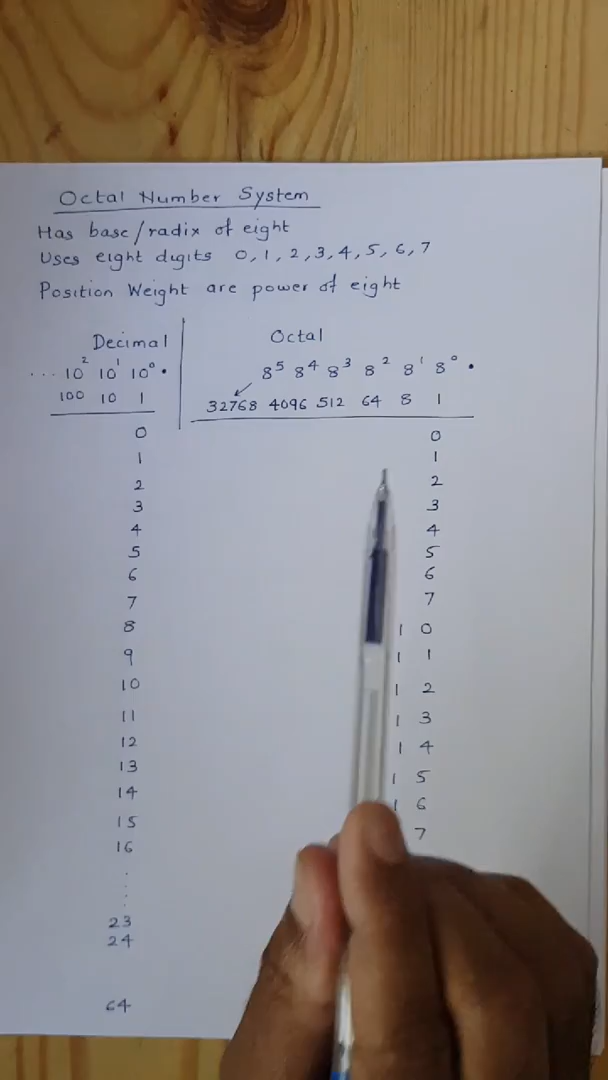 Octal Number System
Has base/radix of eight
Uses eight digits 0, 1, 2, 3, 4, 5, 6, 7
Position Weight are power of eight
Decimal Octal
... 10² 10¹ 10⁰ . 8⁵ 8⁴ 8³ 8² 8¹ 8⁰ .
100 10 1 32768 4096 512 64 8 1
0 0
1 1
2 2
3 3
4 4
5 5
6 6
7 7
8 1 0
9 1 1
10 1 2
11 1 3
12 1 4
13 1 5
14 1 6
15 7
16
.....
23
24
64